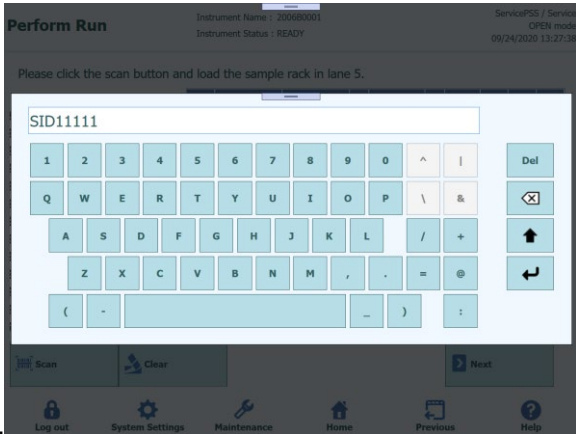 Perform Run
Instrument Name : 200680001
Instrument Status : READY
ServicePSS / Service
OPEN mode
09/24/2020 13:27:38
Please click the scan button and load the sample rack in lane 5.
SID11111
1 2 3 4 5 6 7 8 9 0 ^ | Del
Q W E R T Y U I O P \ &
A S D F G H J K L / +
Z X C V B N M , . = @
( - _ ) :
Scan Clear Next
Log out System Settings Maintenance Home Previous Help